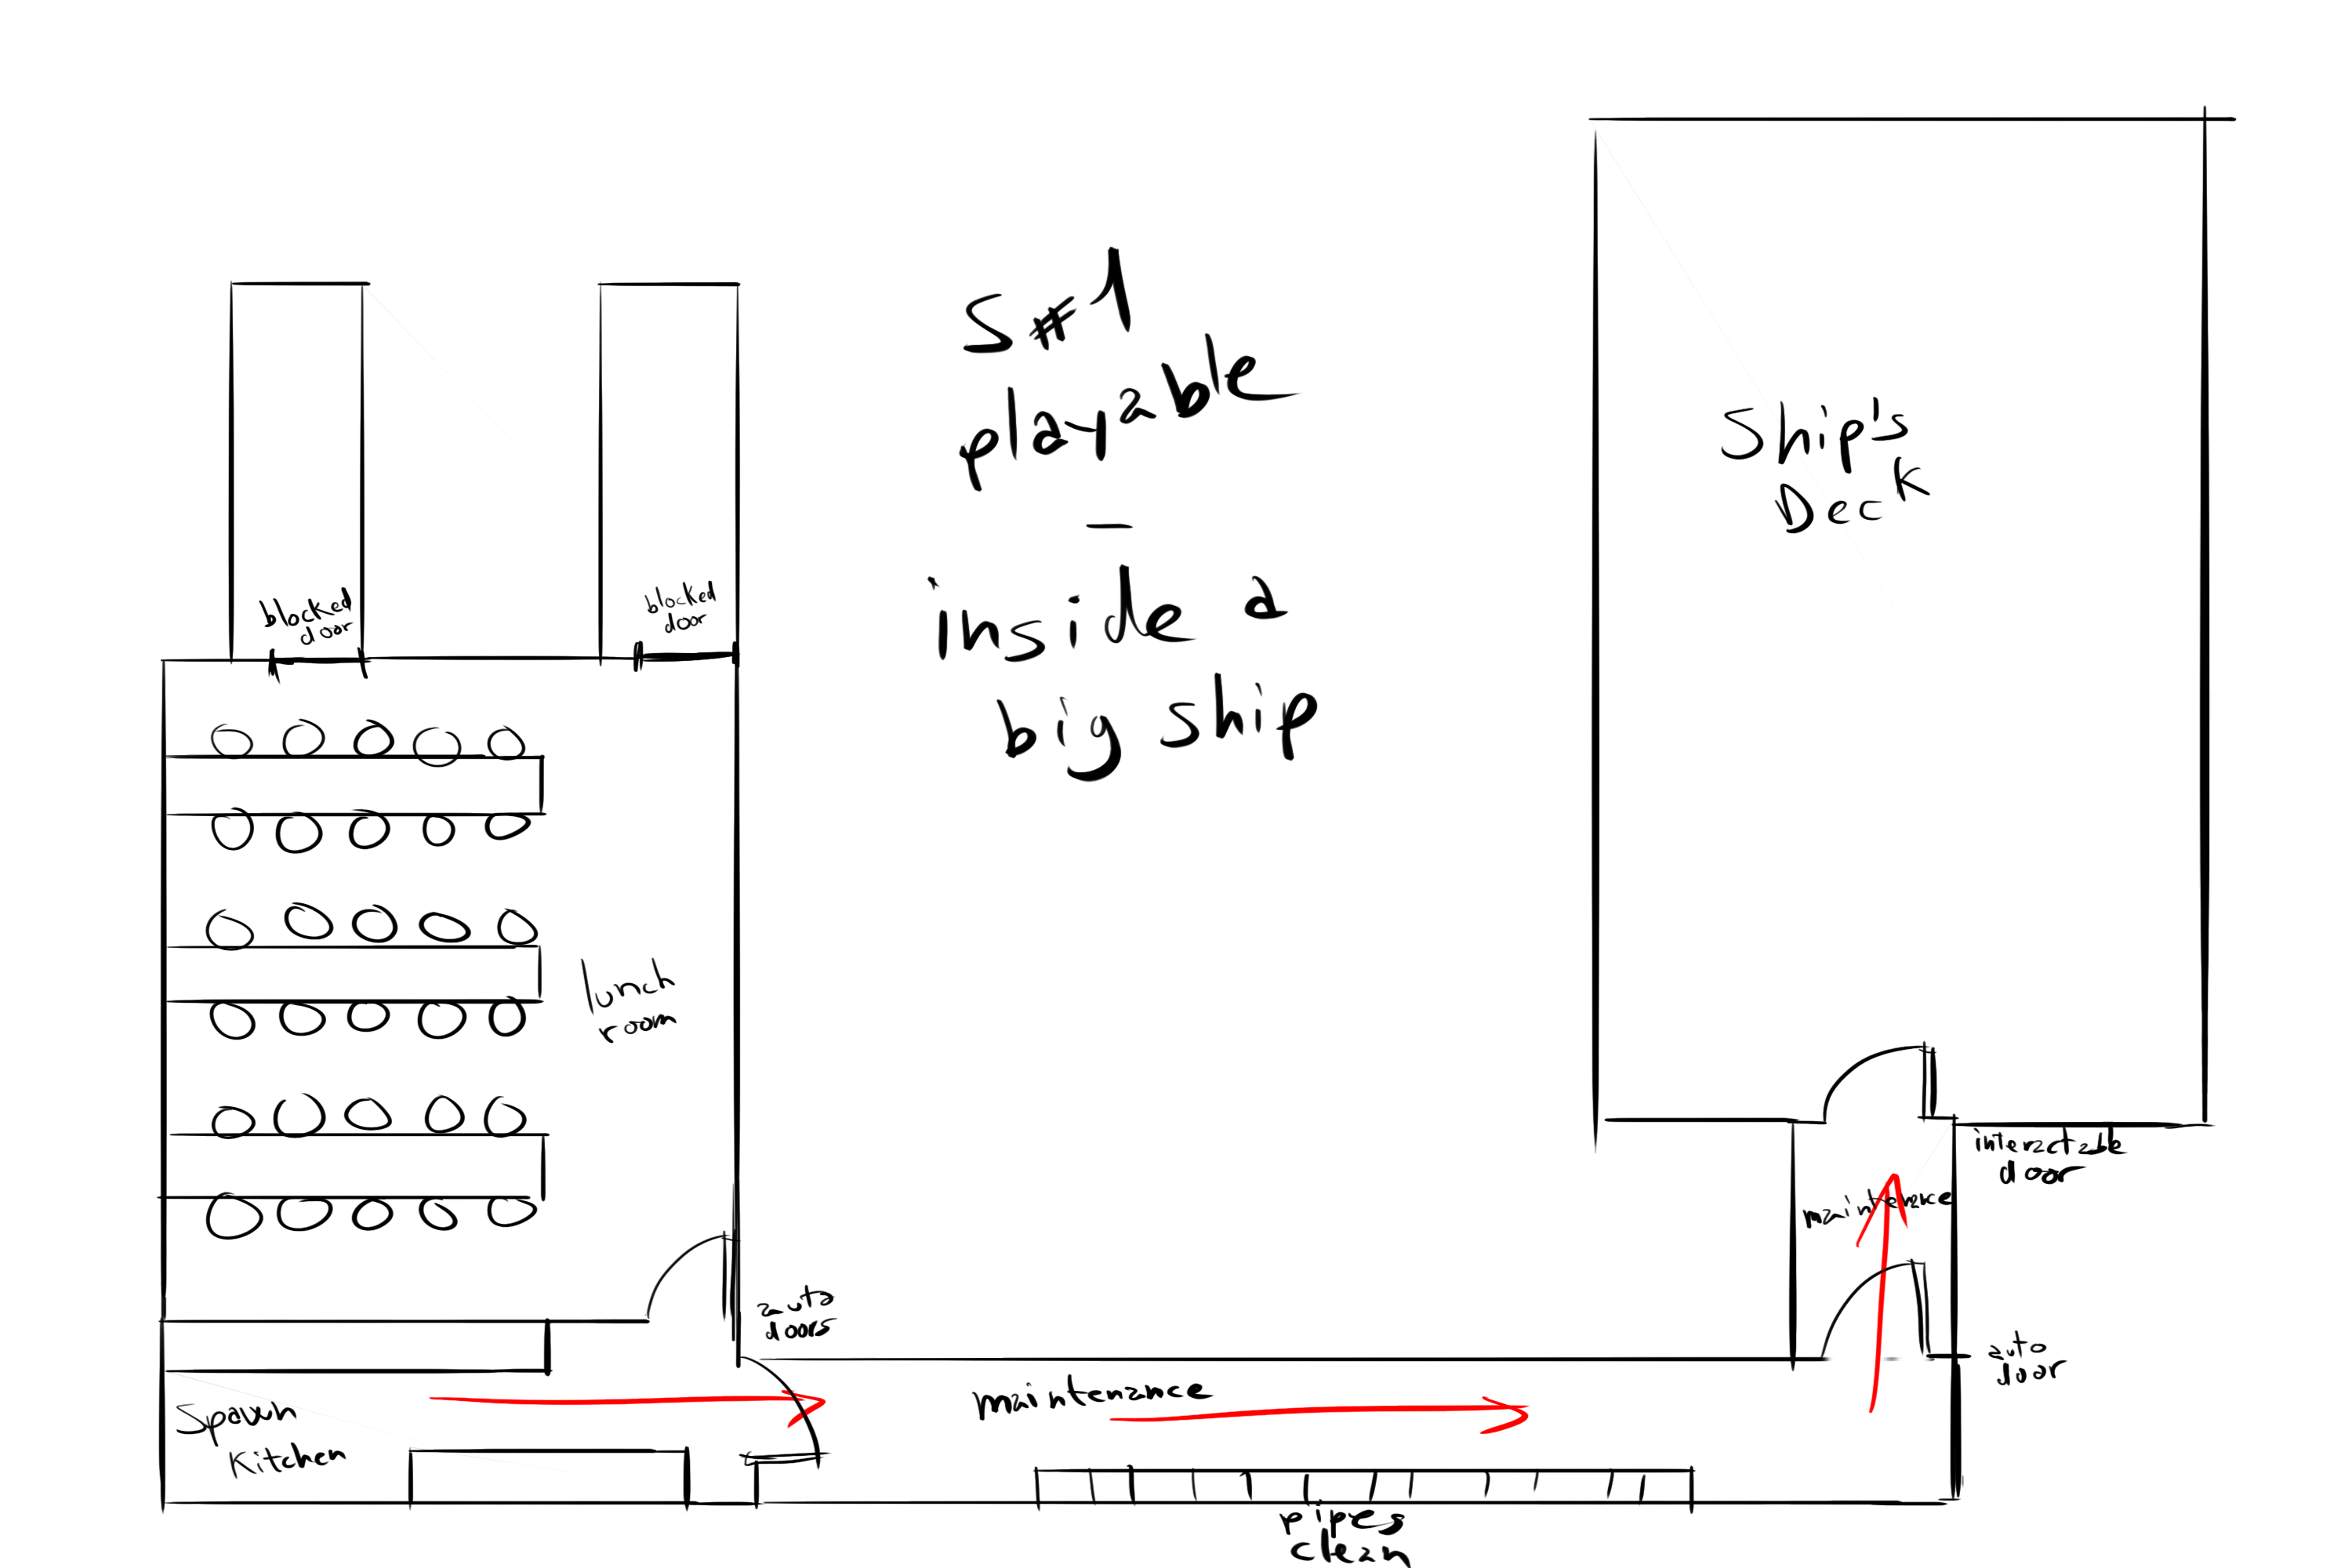 S#1
playable
–
inside a
big ship
Ship's
Deck
blocked
door
blocked
door
lunch
room
auto
doors
Spawn
Kitchen
maintenance
pipes
clean
maintenance
interactable
door
auto
door